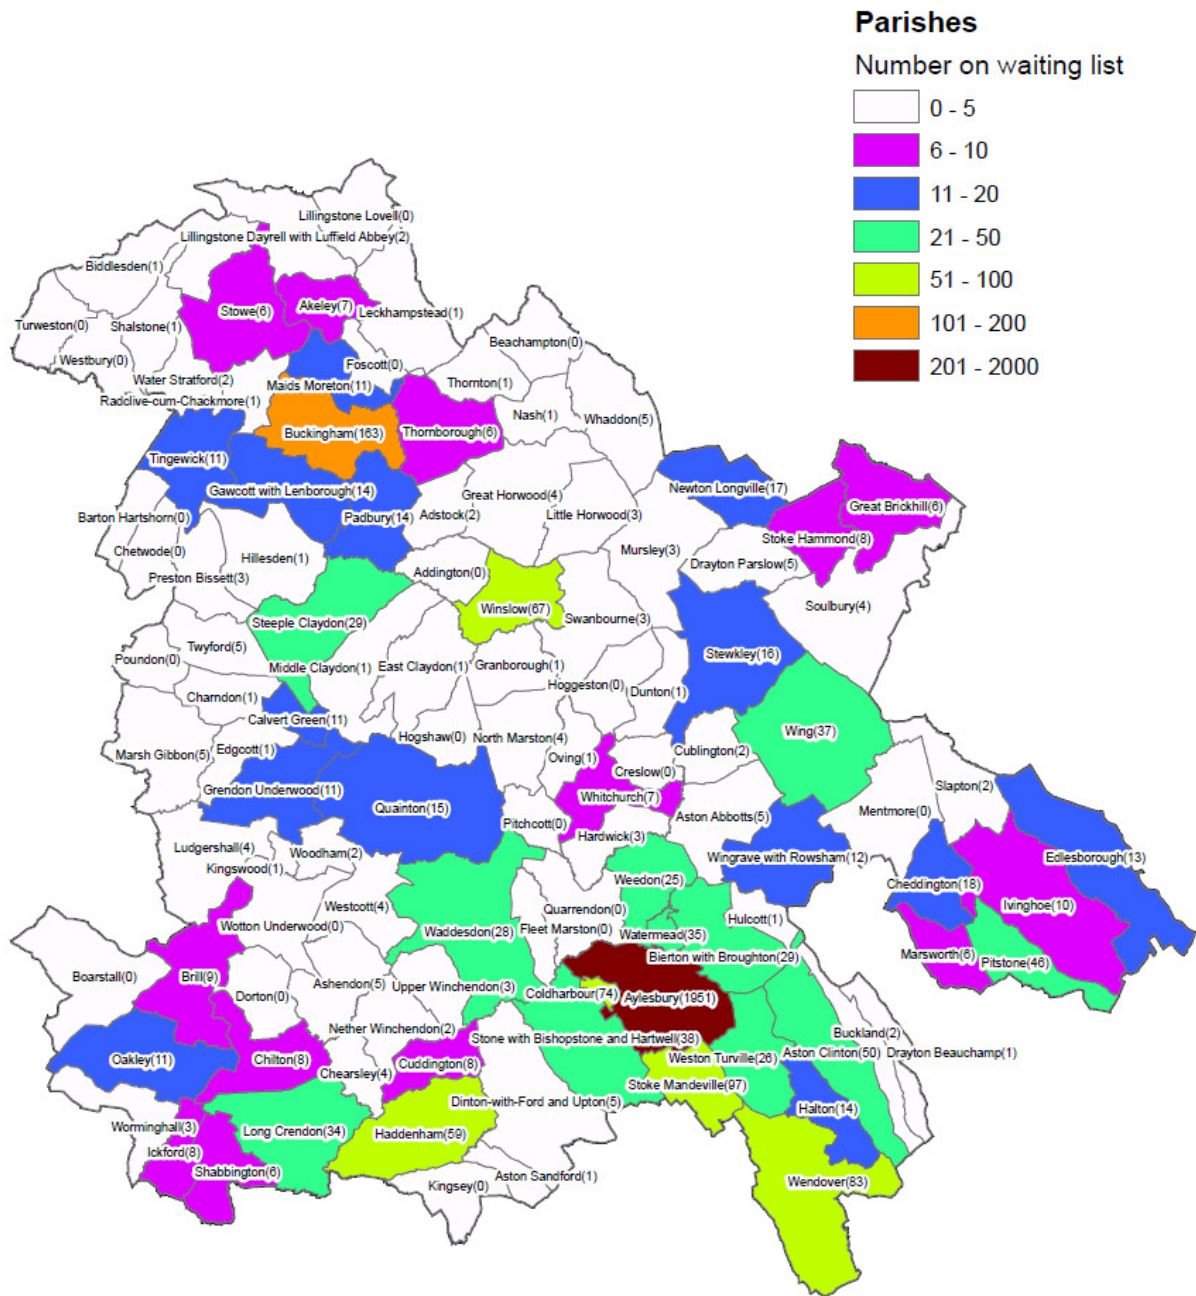 Parishes
Number on waiting list
0 - 5
6 - 10
11 - 20
21 - 50
51 - 100
101 - 200
201 - 2000
Lillingstone Lovell(0)
Lillingstone Dayrell with Luffield Abbey(2)
Biddlesden(1)
Stowe(6)
Akeley(7)
Leckhampstead(1)
Turweston(0)
Shalstone(1)
Beachampton(0)
Westbury(0)
Foscott(0)
Water Stratford(2)
Maids Moreton(11)
Thornton(1)
Radclive-cum-Chackmore(1)
Nash(1)
Whaddon(5)
Buckingham(163)
Thornborough(6)
Tingewick(11)
Gawcott with Lenborough(14)
Newton Longville(17)
Great Horwood(4)
Great Brickhill(6)
Barton Hartshorn(0)
Padbury(14)
Adstock(2)
Little Horwood(3)
Stoke Hammond(8)
Chetwode(0)
Hillesden(1)
Mursley(3)
Drayton Parslow(5)
Preston Bissett(3)
Addington(0)
Soulbury(4)
Winslow(67)
Steeple Claydon(29)
Swanbourne(3)
Twyford(5)
Stewkley(16)
Poundon(0)
Middle Claydon(1)
East Claydon(1)
Granborough(1)
Hoggeston(0)
Dunton(1)
Charndon(1)
Calvert Green(11)
Wing(37)
Hogshaw(0)
North Marston(4)
Marsh Gibbon(5)
Edgcott(1)
Oving(1)
Cublington(2)
Creslow(0)
Slapton(2)
Grendon Underwood(11)
Whitchurch(7)
Quainton(15)
Mentmore(0)
Pitchcott(0)
Aston Abbotts(5)
Hardwick(3)
Ludgershall(4)
Woodham(2)
Wingrave with Rowsham(12)
Edlesborough(13)
Kingswood(1)
Weedon(25)
Cheddington(18)
Ivinghoe(10)
Westcott(4)
Quarrendon(0)
Hulcott(1)
Wotton Underwood(0)
Waddesdon(28)
Fleet Marston(0)
Watermead(35)
Marsworth(6)
Bierton with Broughton(29)
Pitstone(46)
Boarstall(0)
Brill(9)
Ashendon(5)
Upper Winchendon(3)
Dorton(0)
Coldharbour(74)
Aylesbury(1951)
Nether Winchendon(2)
Buckland(2)
Stone with Bishopstone and Hartwell(38)
Oakley(11)
Chilton(8)
Cuddington(8)
Weston Turville(26)
Aston Clinton(50)
Drayton Beauchamp(1)
Chearsley(4)
Stoke Mandeville(97)
Dinton-with-Ford and Upton(5)
Halton(14)
Worminghall(3)
Long Crendon(34)
Haddenham(59)
Ickford(8)
Shabbington(6)
Aston Sandford(1)
Kingsey(0)
Wendover(83)